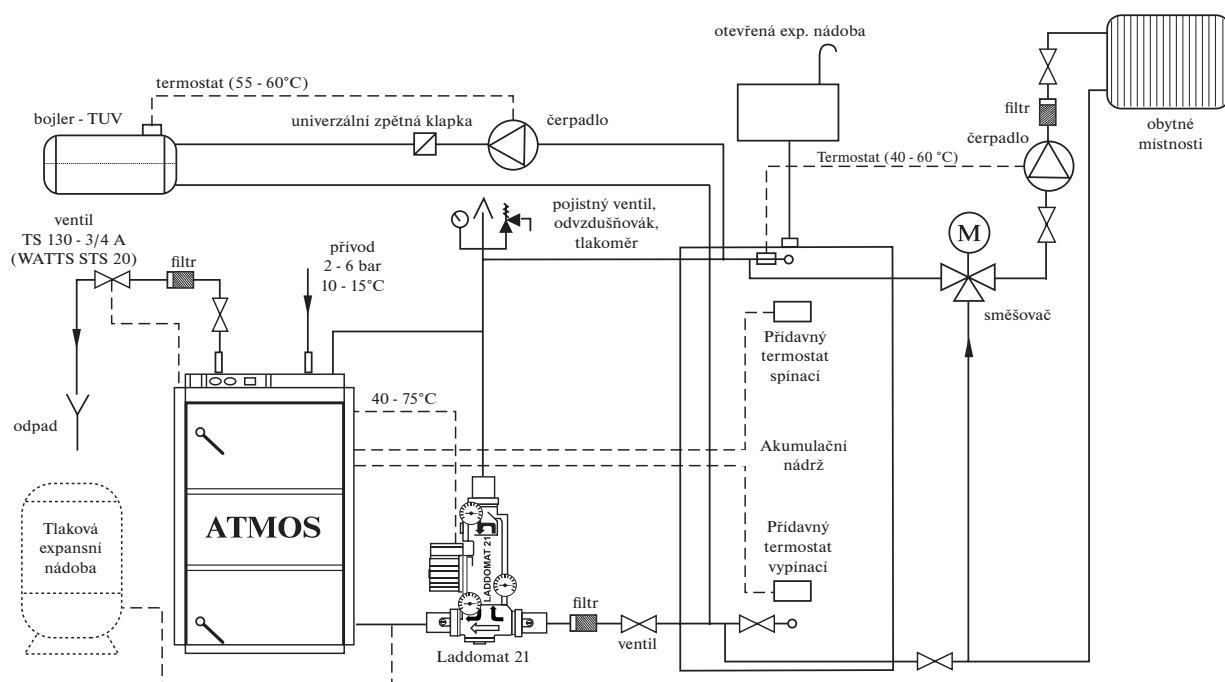 otevřená exp. nádoba
termostat (55 - 60°C)
bojler - TUV
univerzální zpětná klapka
čerpadlo
filtr
čerpadlo
obytné
místnosti
Termostat (40 - 60 °C)
ventil
TS 130 - 3/4 A
(WATTS STS 20)
filtr
přívod
2 - 6 bar
10 - 15°C
pojistný ventil,
odvzdušňovák,
tlakoměr
M
směšovač
Přídavný
termostat
spínací
40 - 75°C
odpad
Akumulační
nádrž
Tlaková
expansní
nádoba
ATMOS
LADDOMAT 21
Přídavný
termostat
vypínací
filtr
ventil
Laddomat 21